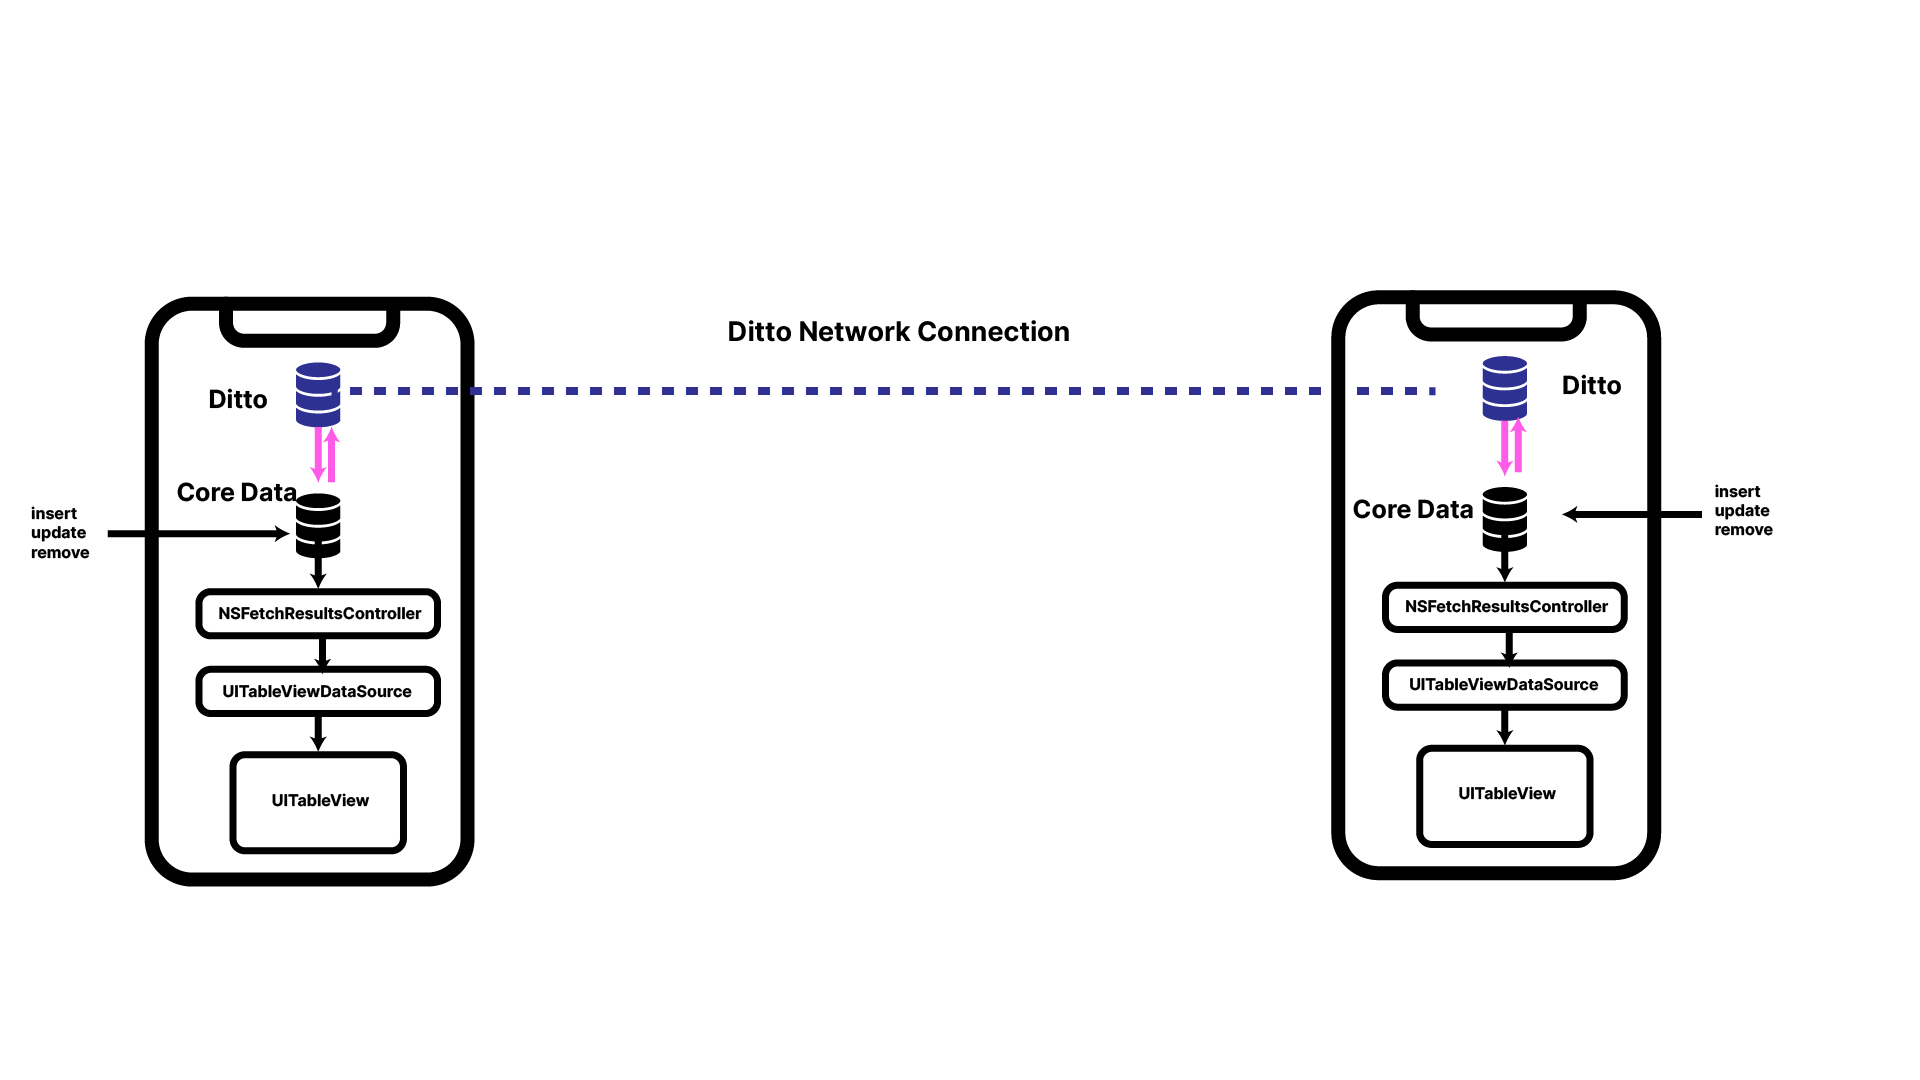 Ditto Network Connection
Ditto
Core Data
insert
update
remove
NSFetchResultsController
UITableViewDataSource
UITableView
Ditto
Core Data
insert
update
remove
NSFetchResultsController
UITableViewDataSource
UITableView